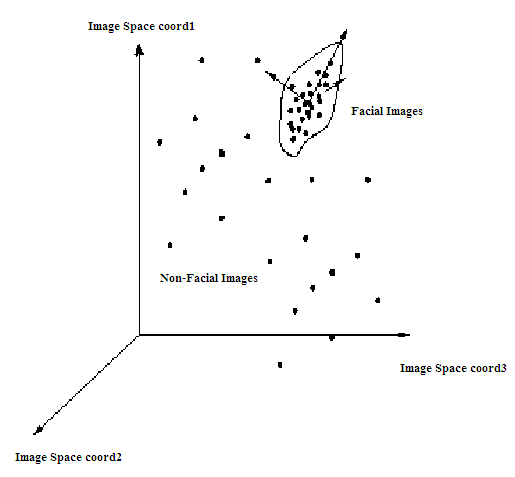 Image Space coord1
Facial Images
Non-Facial Images
Image Space coord3
Image Space coord2